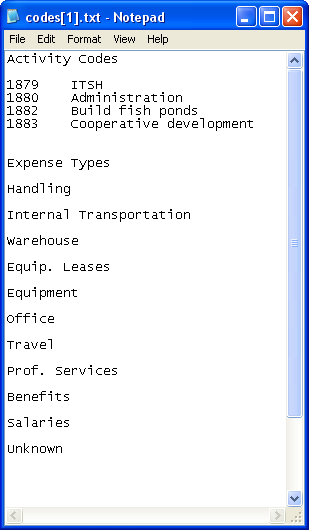 codes[1].txt - Notepad
File Edit Format View Help
Activity Codes
1879 ITSH
1880 Administration
1882 Build fish ponds
1883 Cooperative development
Expense Types
Handling
Internal Transportation
Warehouse
Equip. Leases
Equipment
Office
Travel
Prof. Services
Benefits
Salaries
Unknown